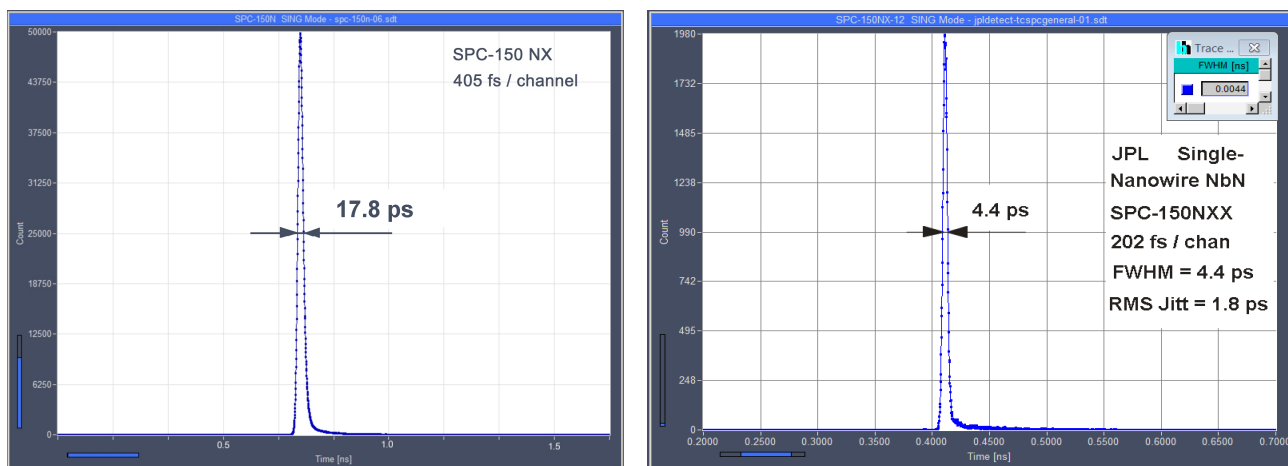 SPC-150N SING Mode - spc-150n-06.sdt
50000
43750
37500
31250
25000
18750
12500
6250
0
Count
SPC-150 NX
405 fs / channel
17.8 ps
0.5
1.0
1.5
Time [ns]
SPC-150NX-12 SING Mode - jpldetect-tcspcgeneral-01.sdt
1980
1732
1485
1238
990
742
495
248
0
Count
Trace ...
FWHM [ns]
0.0044
JPL Single-
Nanowire NbN
SPC-150NXX
202 fs / chan
FWHM = 4.4 ps
RMS Jitt = 1.8 ps
4.4 ps
0.2000
0.2500
0.3000
0.3500
0.4000
0.4500
0.5000
0.5500
0.6000
0.6500
0.7000
Time [ns]